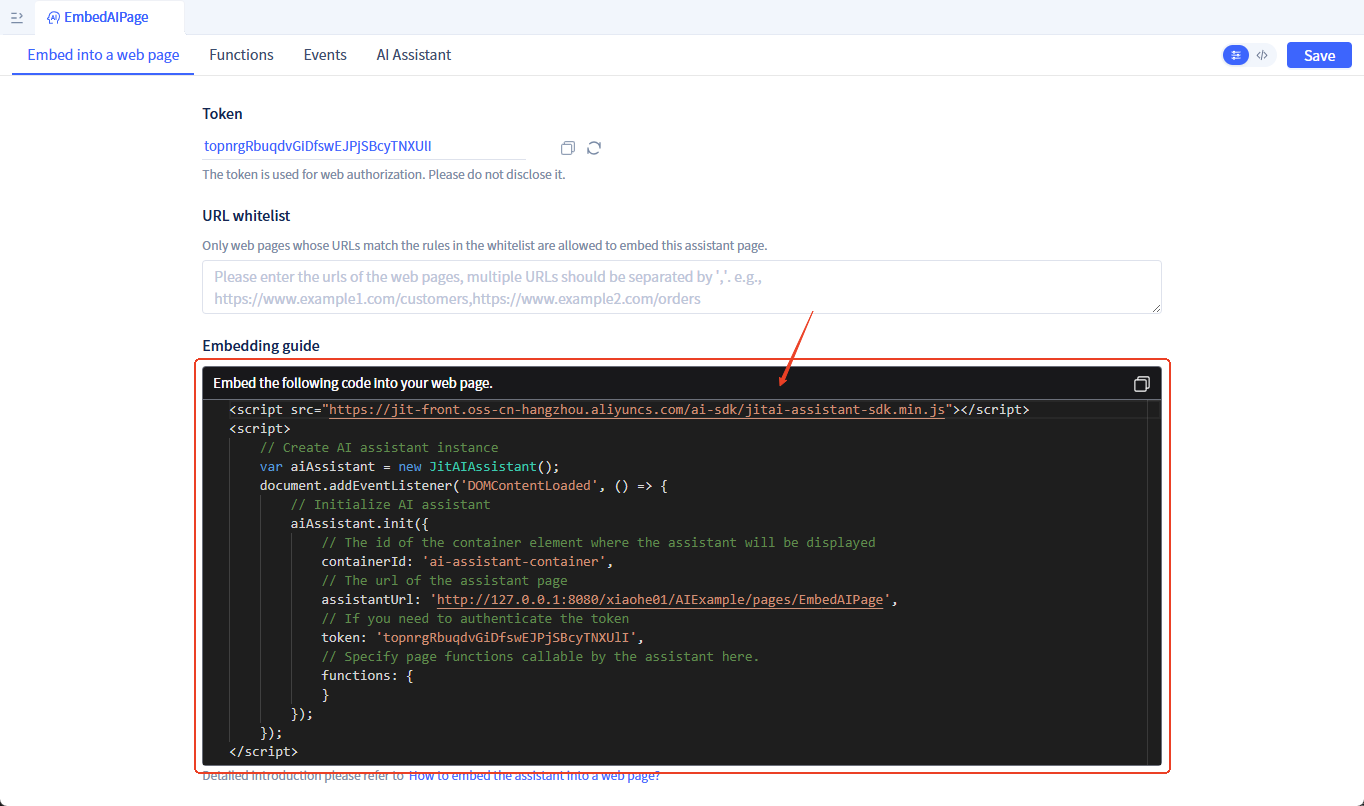 EmbedAIPage
Embed into a web page Functions Events AI Assistant Save
Token
topnrgRbuqdvGiDfswEJPjSBcyTNXUlI
The token is used for web authorization. Please do not disclose it.
URL whitelist
Only web pages whose URLs match the rules in the whitelist are allowed to embed this assistant page.
Please enter the urls of the web pages, multiple URLs should be separated by ','. e.g.,
https://www.example1.com/customers,https://www.example2.com/orders
Embedding guide
Embed the following code into your web page.
<script src="https://jit-front.oss-cn-hangzhou.aliyuncs.com/ai-sdk/jitai-assistant-sdk.min.js"></script>
<script>
// Create AI assistant instance
var aiAssistant = new JitAIAssistant();
document.addEventListener('DOMContentLoaded', () => {
// Initialize AI assistant
aiAssistant.init({
// The id of the container element where the assistant will be displayed
containerId: 'ai-assistant-container',
// The url of the assistant page
assistantUrl: 'http://127.0.0.1:8080/xiaohe01/AIExample/pages/EmbedAIPage',
// If you need to authenticate the token
token: 'topnrgRbuqdvGiDfswEJPjSBcyTNXUlI',
// Specify page functions callable by the assistant here.
functions: {
}
});
});
</script>
Detailed introduction please refer to How to embed the assistant into a web page?